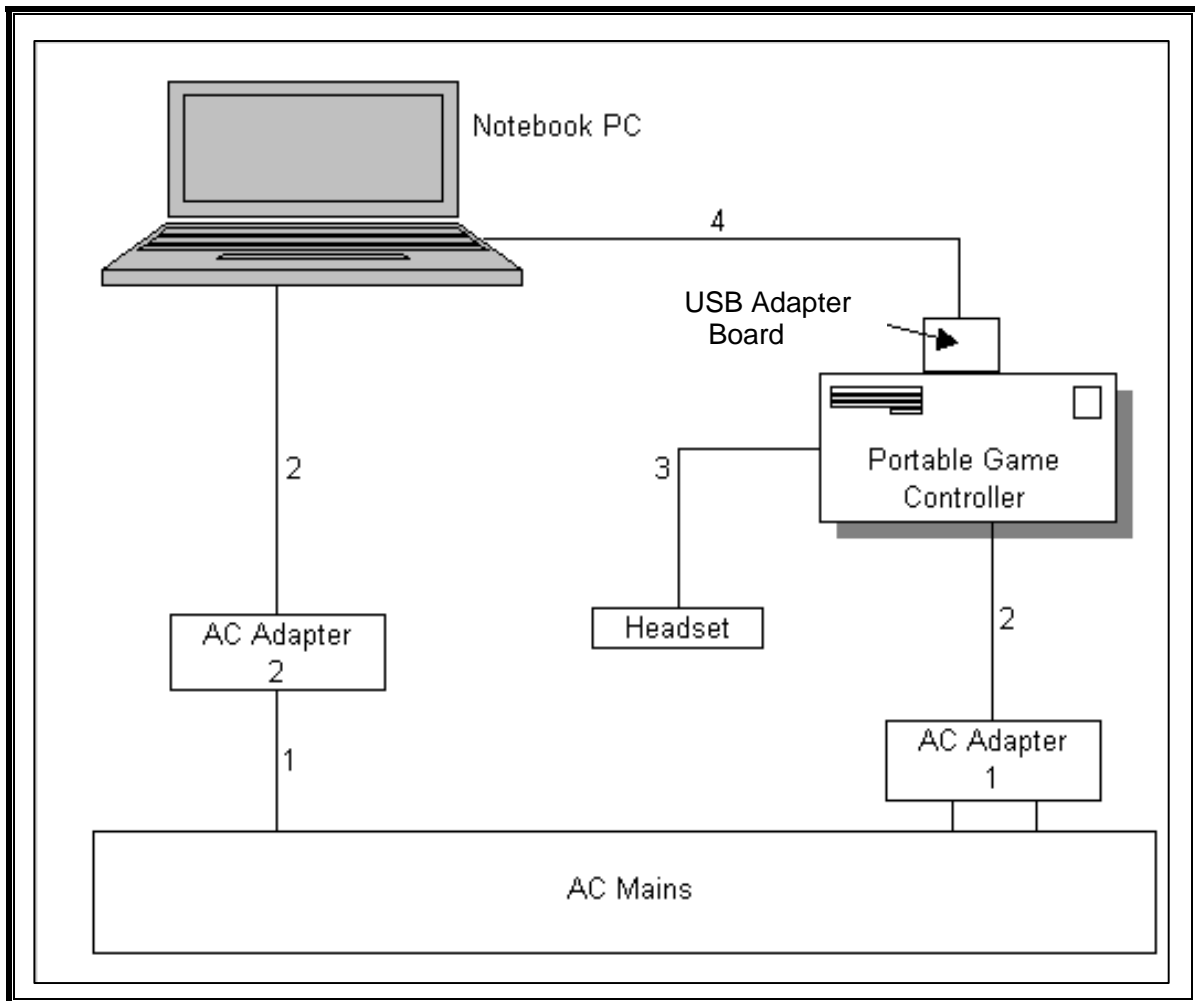 Notebook PC
4
USB Adapter
Board
2
3
Portable Game
Controller
Headset
2
AC Adapter
2
AC Adapter
1
1
AC Mains